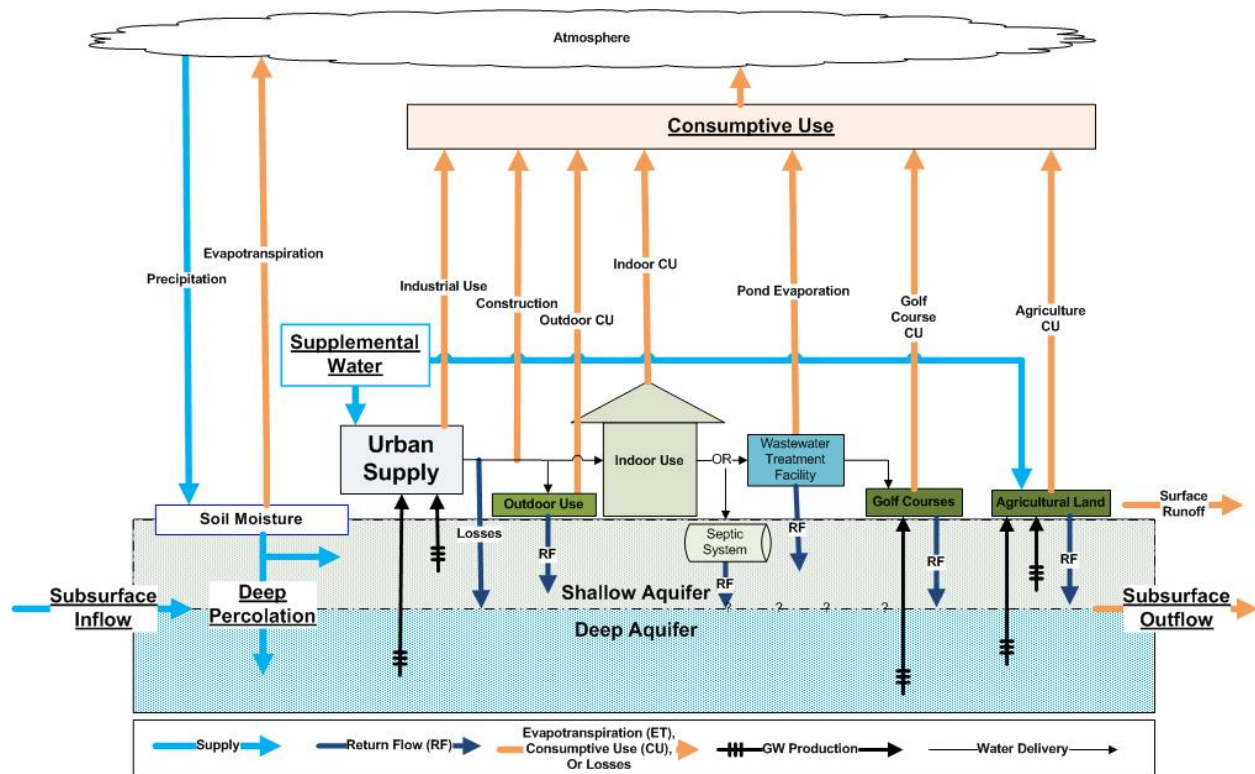 Atmosphere
Consumptive Use
Evapotranspiration
Precipitation
Industrial Use
Construction
Outdoor CU
Indoor CU
Pond Evaporation
Golf
Course
CU
Agriculture
CU
Supplemental
Water
Urban
Supply
Indoor Use
OR
Wastewater
Treatment
Facility
Outdoor Use
Golf Courses
Agricultural Land
Surface
Runoff
Soil Moisture
Losses
RF
Septic
System
RF
RF
RF
RF
Subsurface
Inflow
Deep
Percolation
Shallow Aquifer
? ? ? ?
Deep Aquifer
Subsurface
Outflow
Supply
Return Flow (RF)
Evapotranspiration (ET),
Consumptive Use (CU),
Or Losses
GW Production
Water Delivery